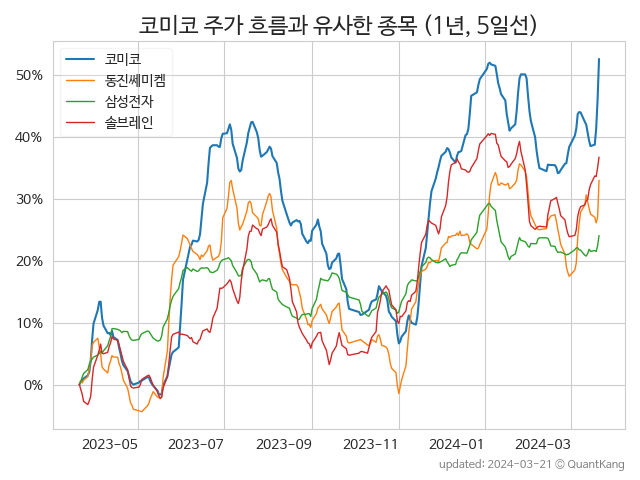 코미코 주가 흐름과 유사한 종목 (1년, 5일선)
코미코
동진쎄미켐
삼성전자
솔브레인
50%
40%
30%
20%
10%
0%
2023-05 2023-07 2023-09 2023-11 2024-01 2024-03
updated: 2024-03-21 © QuantKang